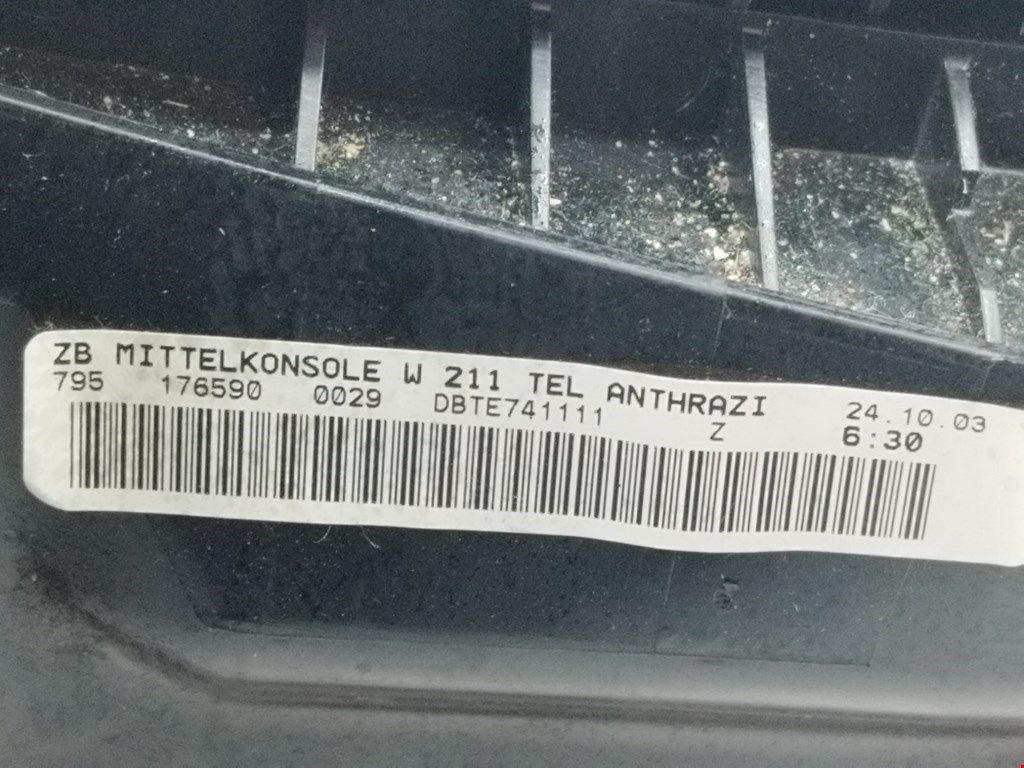 ZB MITTELKONSOLE W 211 TEL ANTHRAZI 24.10.03
795 176590 0029 DBTE741111 Z 6:30